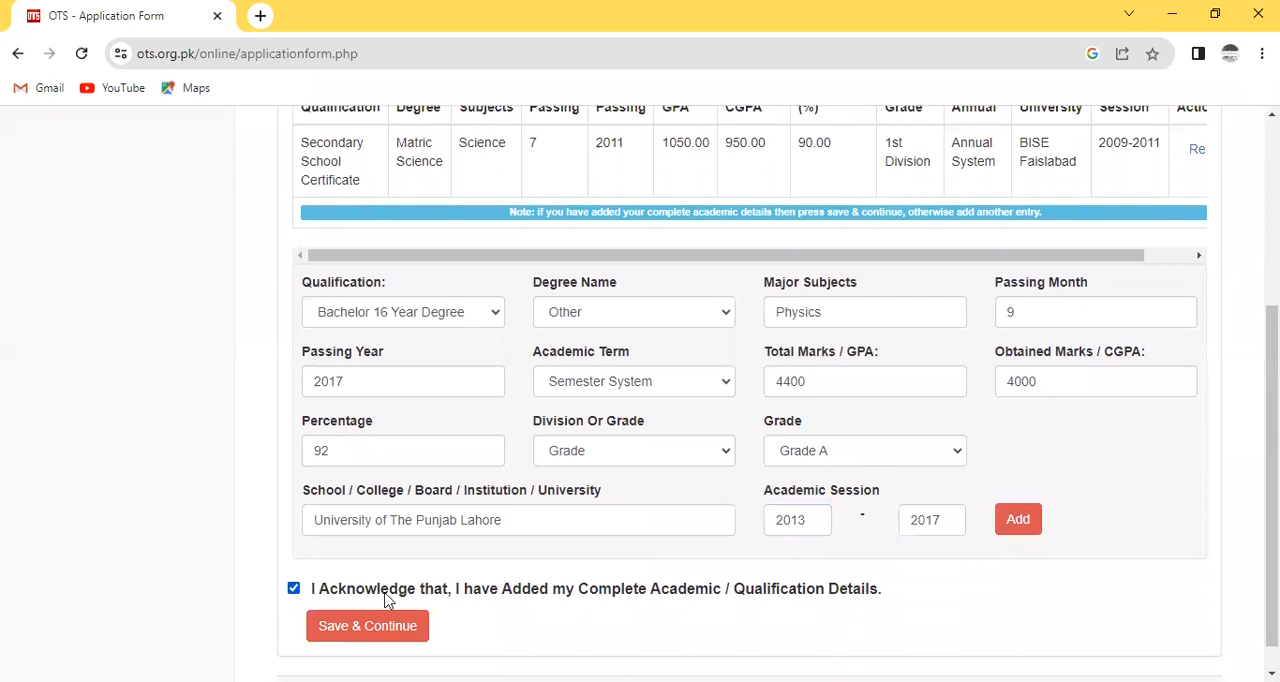 OTS OTS - Application Form
ots.org.pk/online/applicationform.php
Gmail YouTube Maps
Qualification Degree Subjects Passing Passing GPA CGPA (%) Grade Annual University Session
Secondary Matric Science 7 2011 1050.00 950.00 90.00 1st Annual BISE 2009-2011 Re
School Science Division System Faislabad
Certificate
Note: if you have added your complete academic details then press save & continue, otherwise add another entry.
Qualification: Degree Name Major Subjects Passing Month
Bachelor 16 Year Degree Other Physics 9
Passing Year Academic Term Total Marks / GPA: Obtained Marks / CGPA:
2017 Semester System 4400 4000
Percentage Division Or Grade Grade
92 Grade Grade A
School / College / Board / Institution / University Academic Session
University of The Punjab Lahore 2013 - 2017 Add
I Acknowledge that, I have Added my Complete Academic / Qualification Details.
Save & Continue